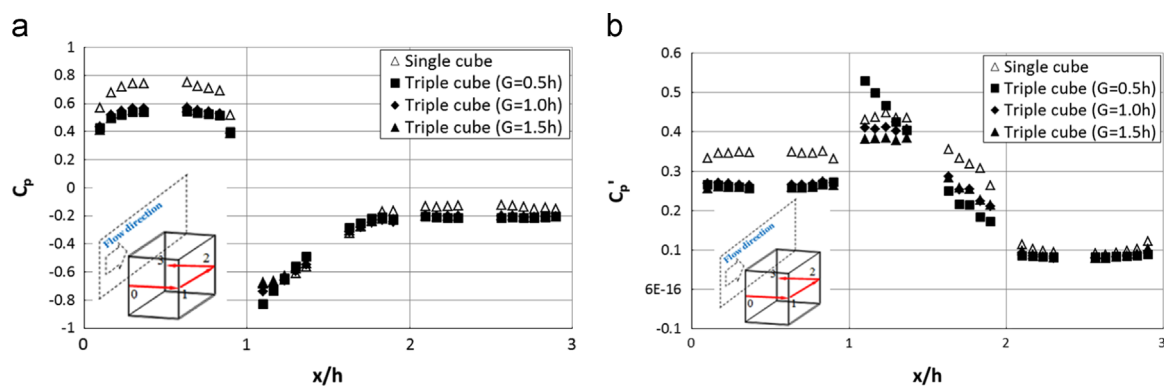 a
1
0.8
0.6
0.4
0.2
0
-0.2
-0.4
-0.6
-0.8
-1
Cp
△ Single cube
■ Triple cube (G=0.5h)
◆ Triple cube (G=1.0h)
▲ Triple cube (G=1.5h)
Flow direction
0
1
2
3
0
1
2
3
x/h
b
0.6
0.5
0.4
0.3
0.2
0.1
6E-16
-0.1
Cp'
△ Single cube
■ Triple cube (G=0.5h)
◆ Triple cube (G=1.0h)
▲ Triple cube (G=1.5h)
Flow direction
0
1
2
3
0
1
2
3
x/h